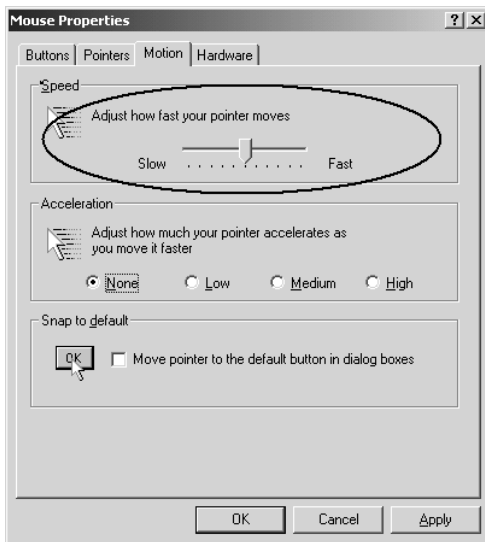 Mouse Properties
Buttons Pointers Motion Hardware
Speed
Adjust how fast your pointer moves
Slow Fast
Acceleration
Adjust how much your pointer accelerates as
you move it faster
None Low Medium High
Snap to default
OK Move pointer to the default button in dialog boxes
OK Cancel Apply